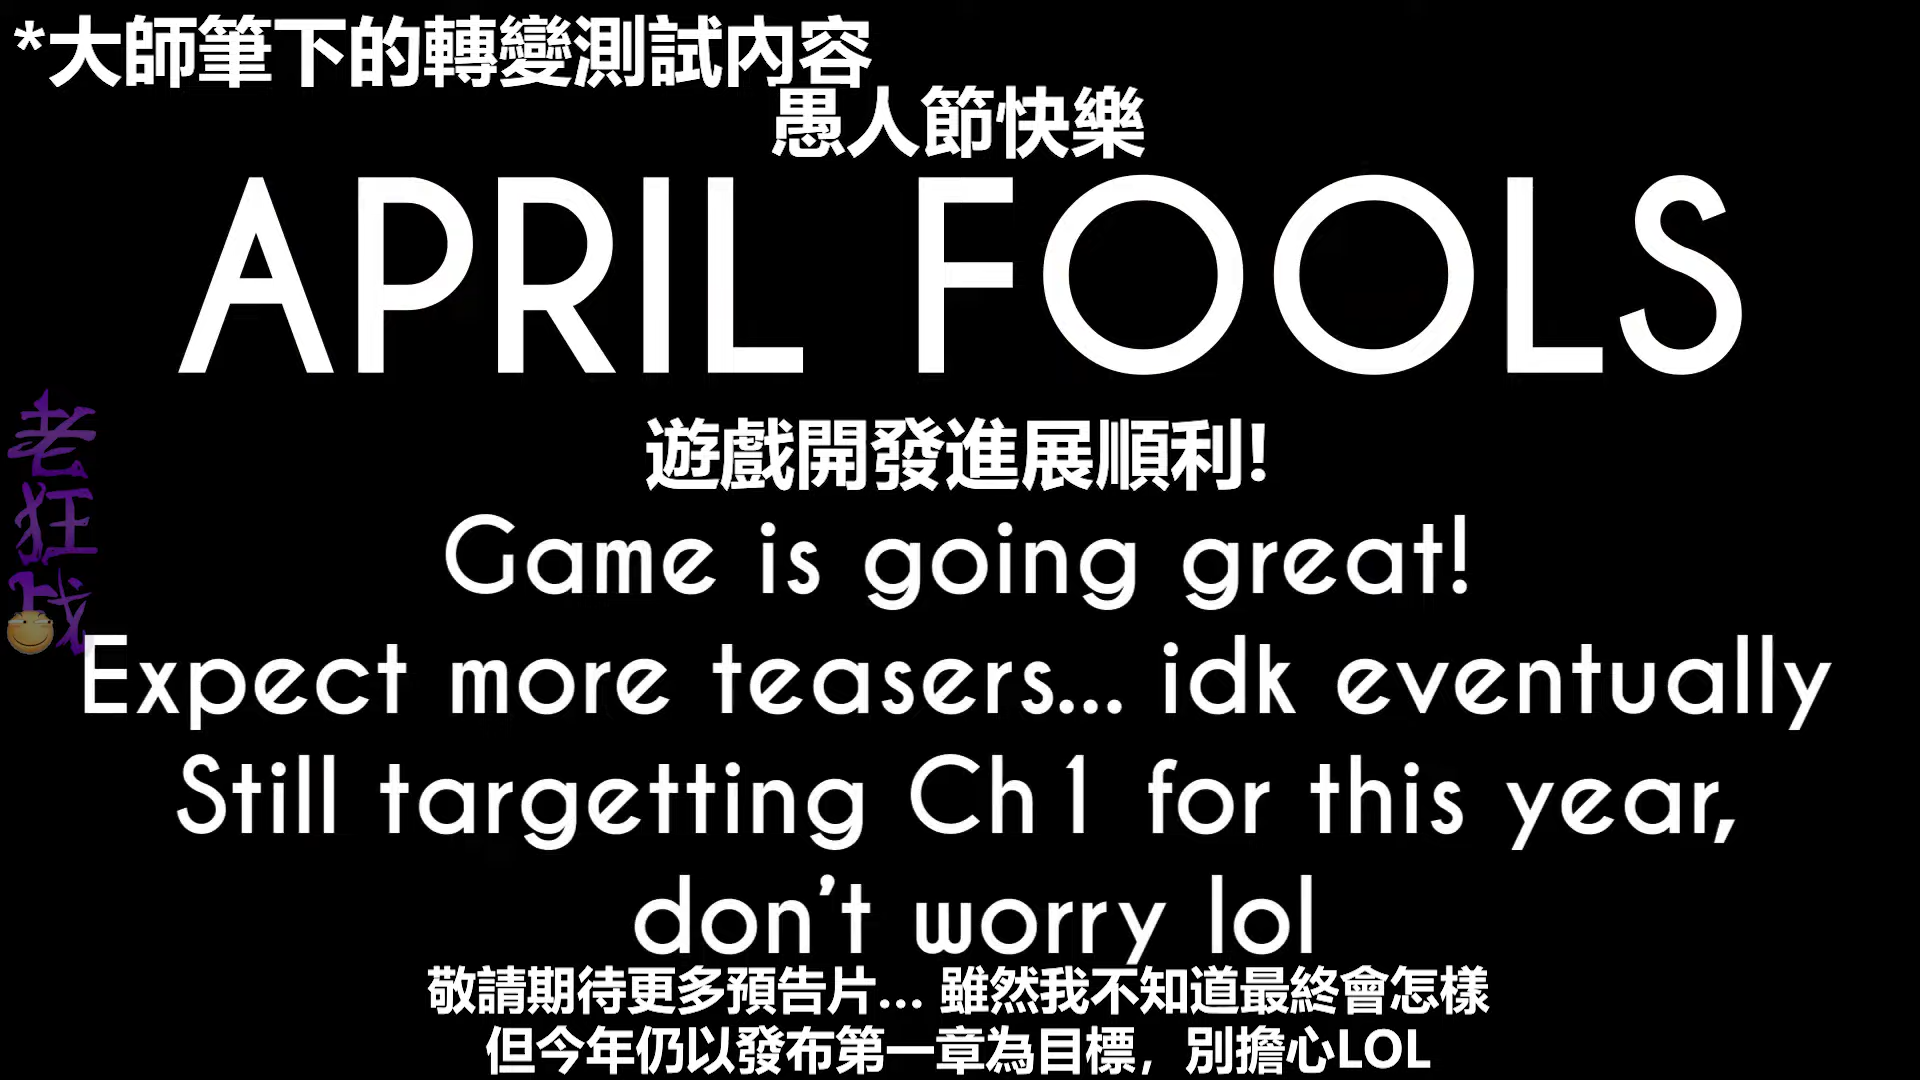 *大師筆下的轉變測試內容
愚人節快樂
APRIL FOOLS
遊戲開發進展順利!
Game is going great!
Expect more teasers... idk eventually
Still targetting Ch1 for this year,
don't worry lol
敬請期待更多預告片... 雖然我不知道最終會怎樣
但今年仍以發布第一章為目標，別擔心LOL
老狂